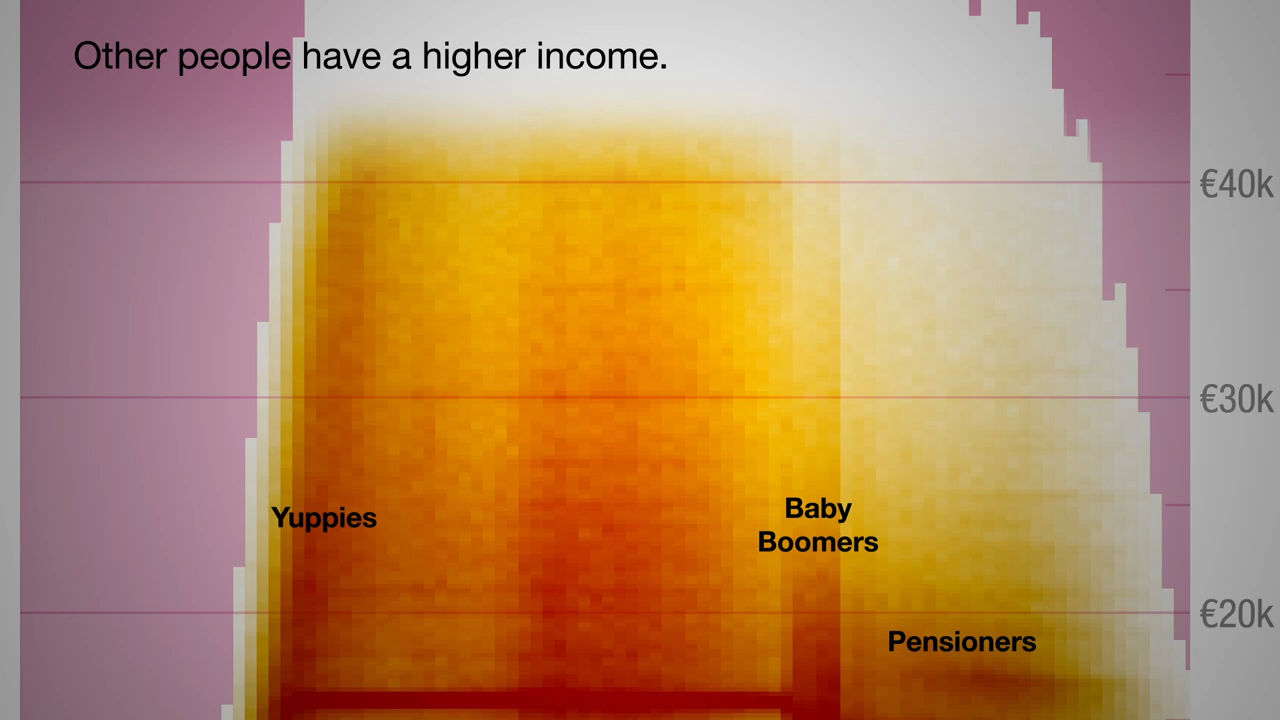 Other people have a higher income.
€40k
€30k
Yuppies
Baby
Boomers
€20k
Pensioners